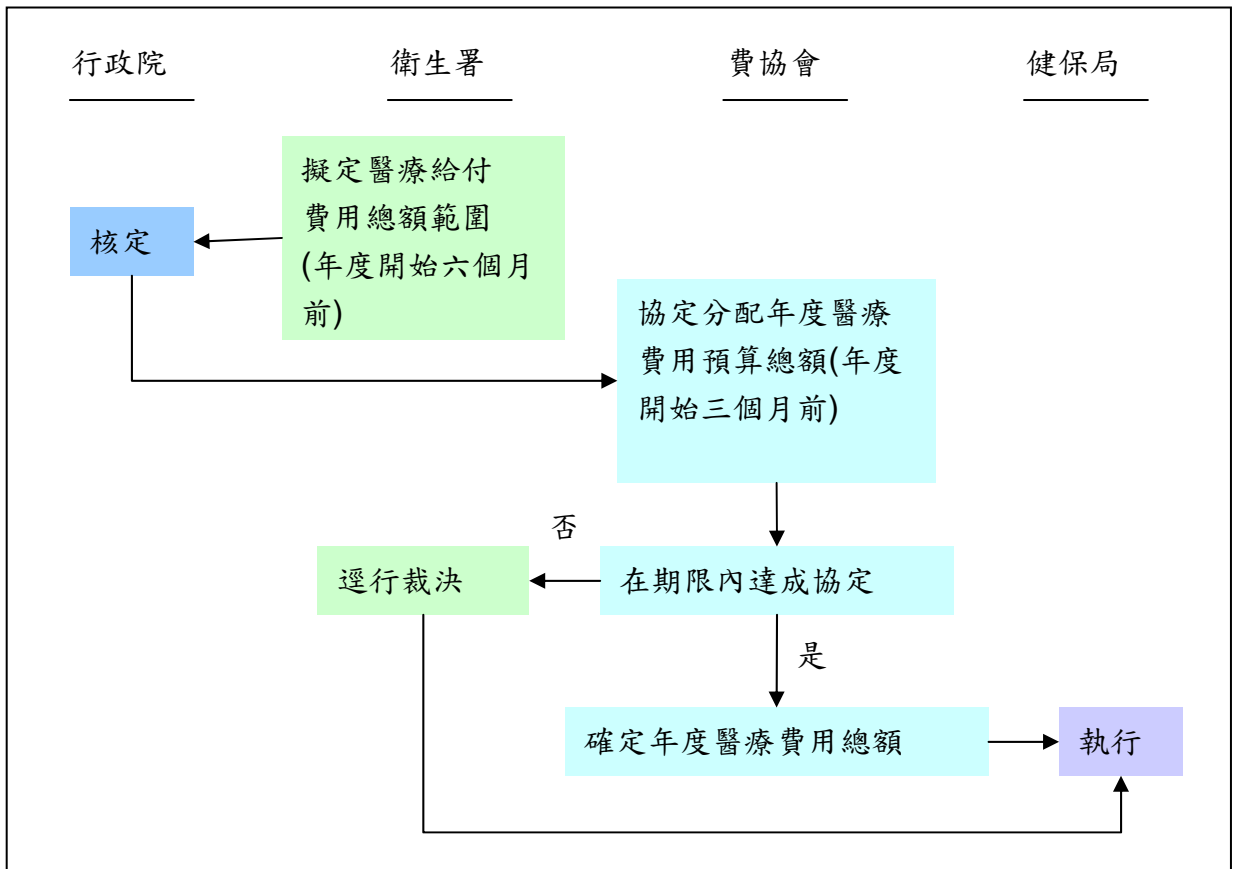 行政院
衛生署
費協會
健保局
擬定醫療給付
費用總額範圍
(年度開始六個月
前)
核定
協定分配年度醫療
費用預算總額(年度
開始三個月前)
否
逕行裁決
在期限內達成協定
是
確定年度醫療費用總額
執行